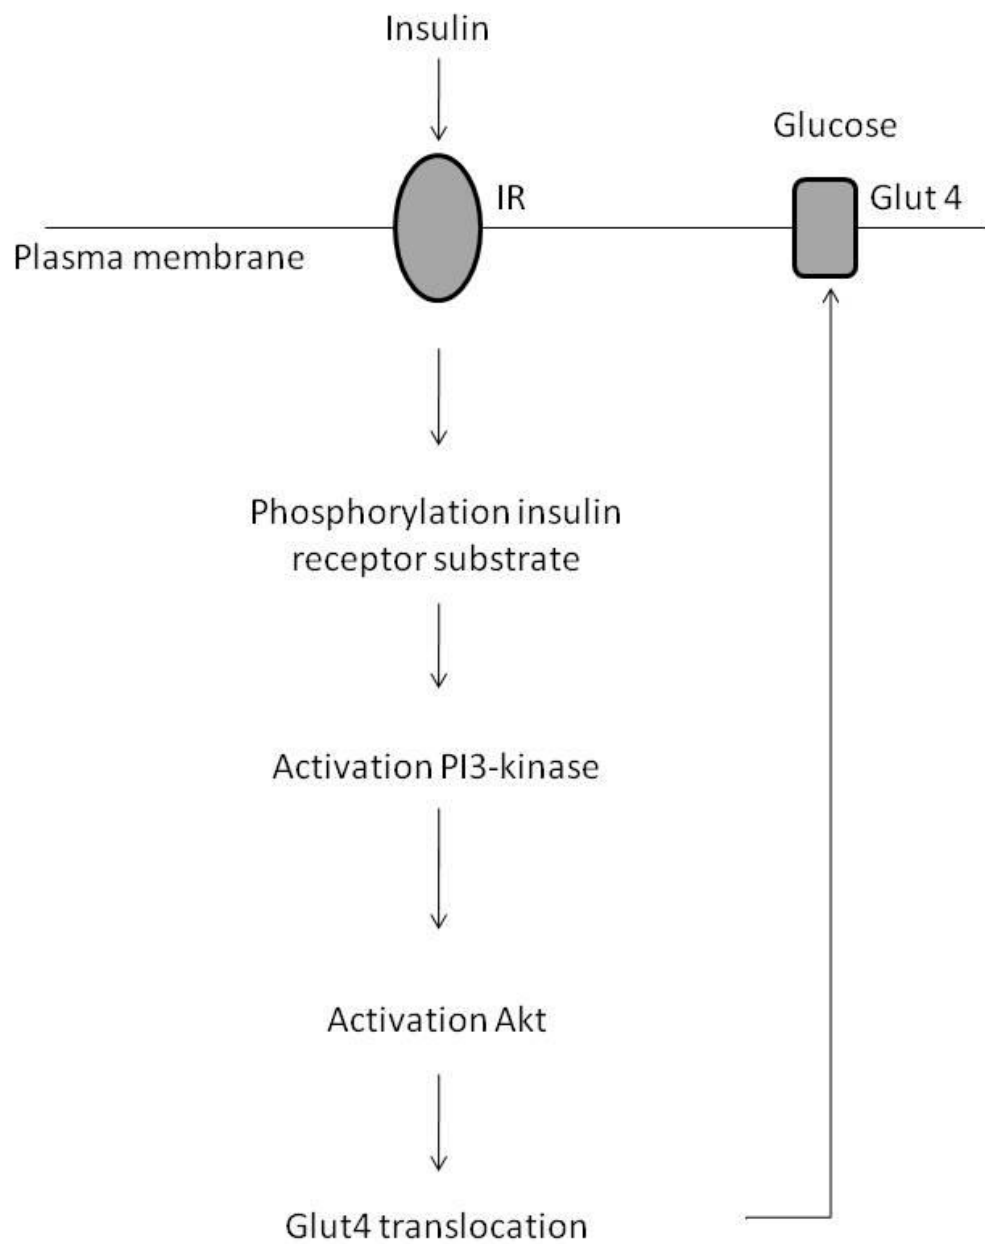 Insulin
Glucose
IR
Glut 4
Plasma membrane
Phosphorylation insulin
receptor substrate
Activation PI3-kinase
Activation Akt
Glut4 translocation